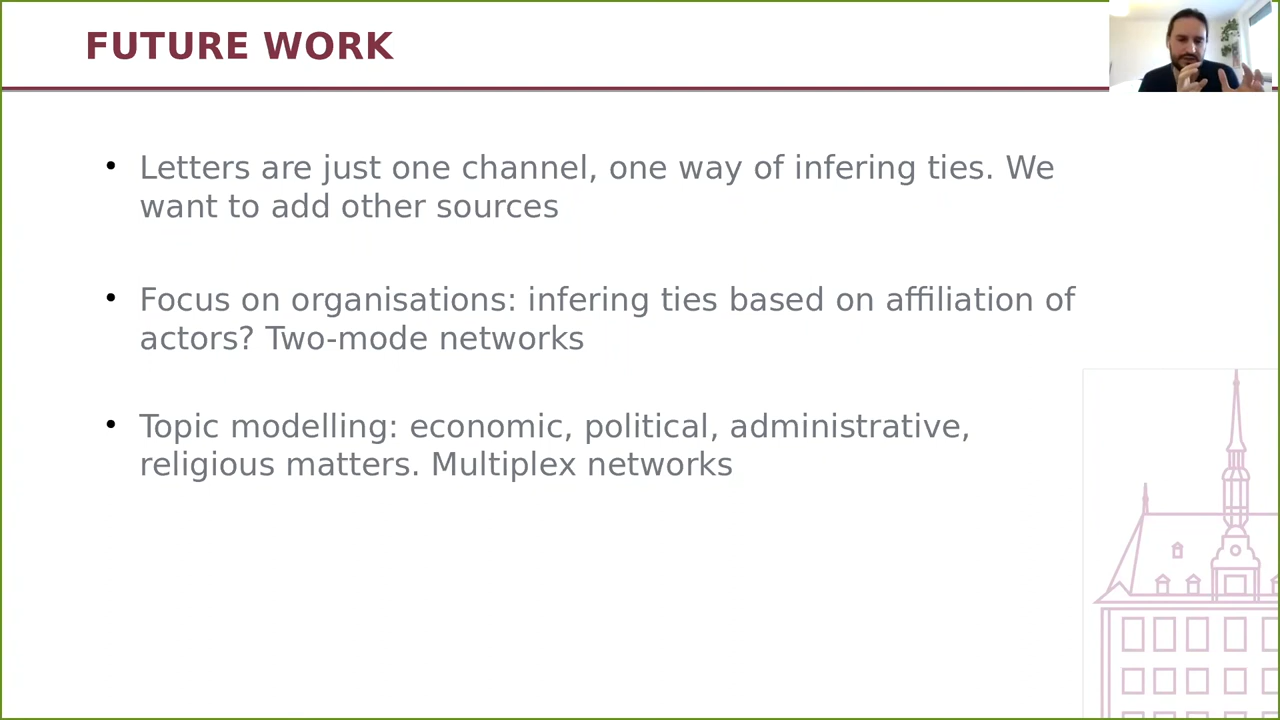 FUTURE WORK
• Letters are just one channel, one way of infering ties. We
want to add other sources
• Focus on organisations: infering ties based on affiliation of
actors? Two-mode networks
• Topic modelling: economic, political, administrative,
religious matters. Multiplex networks